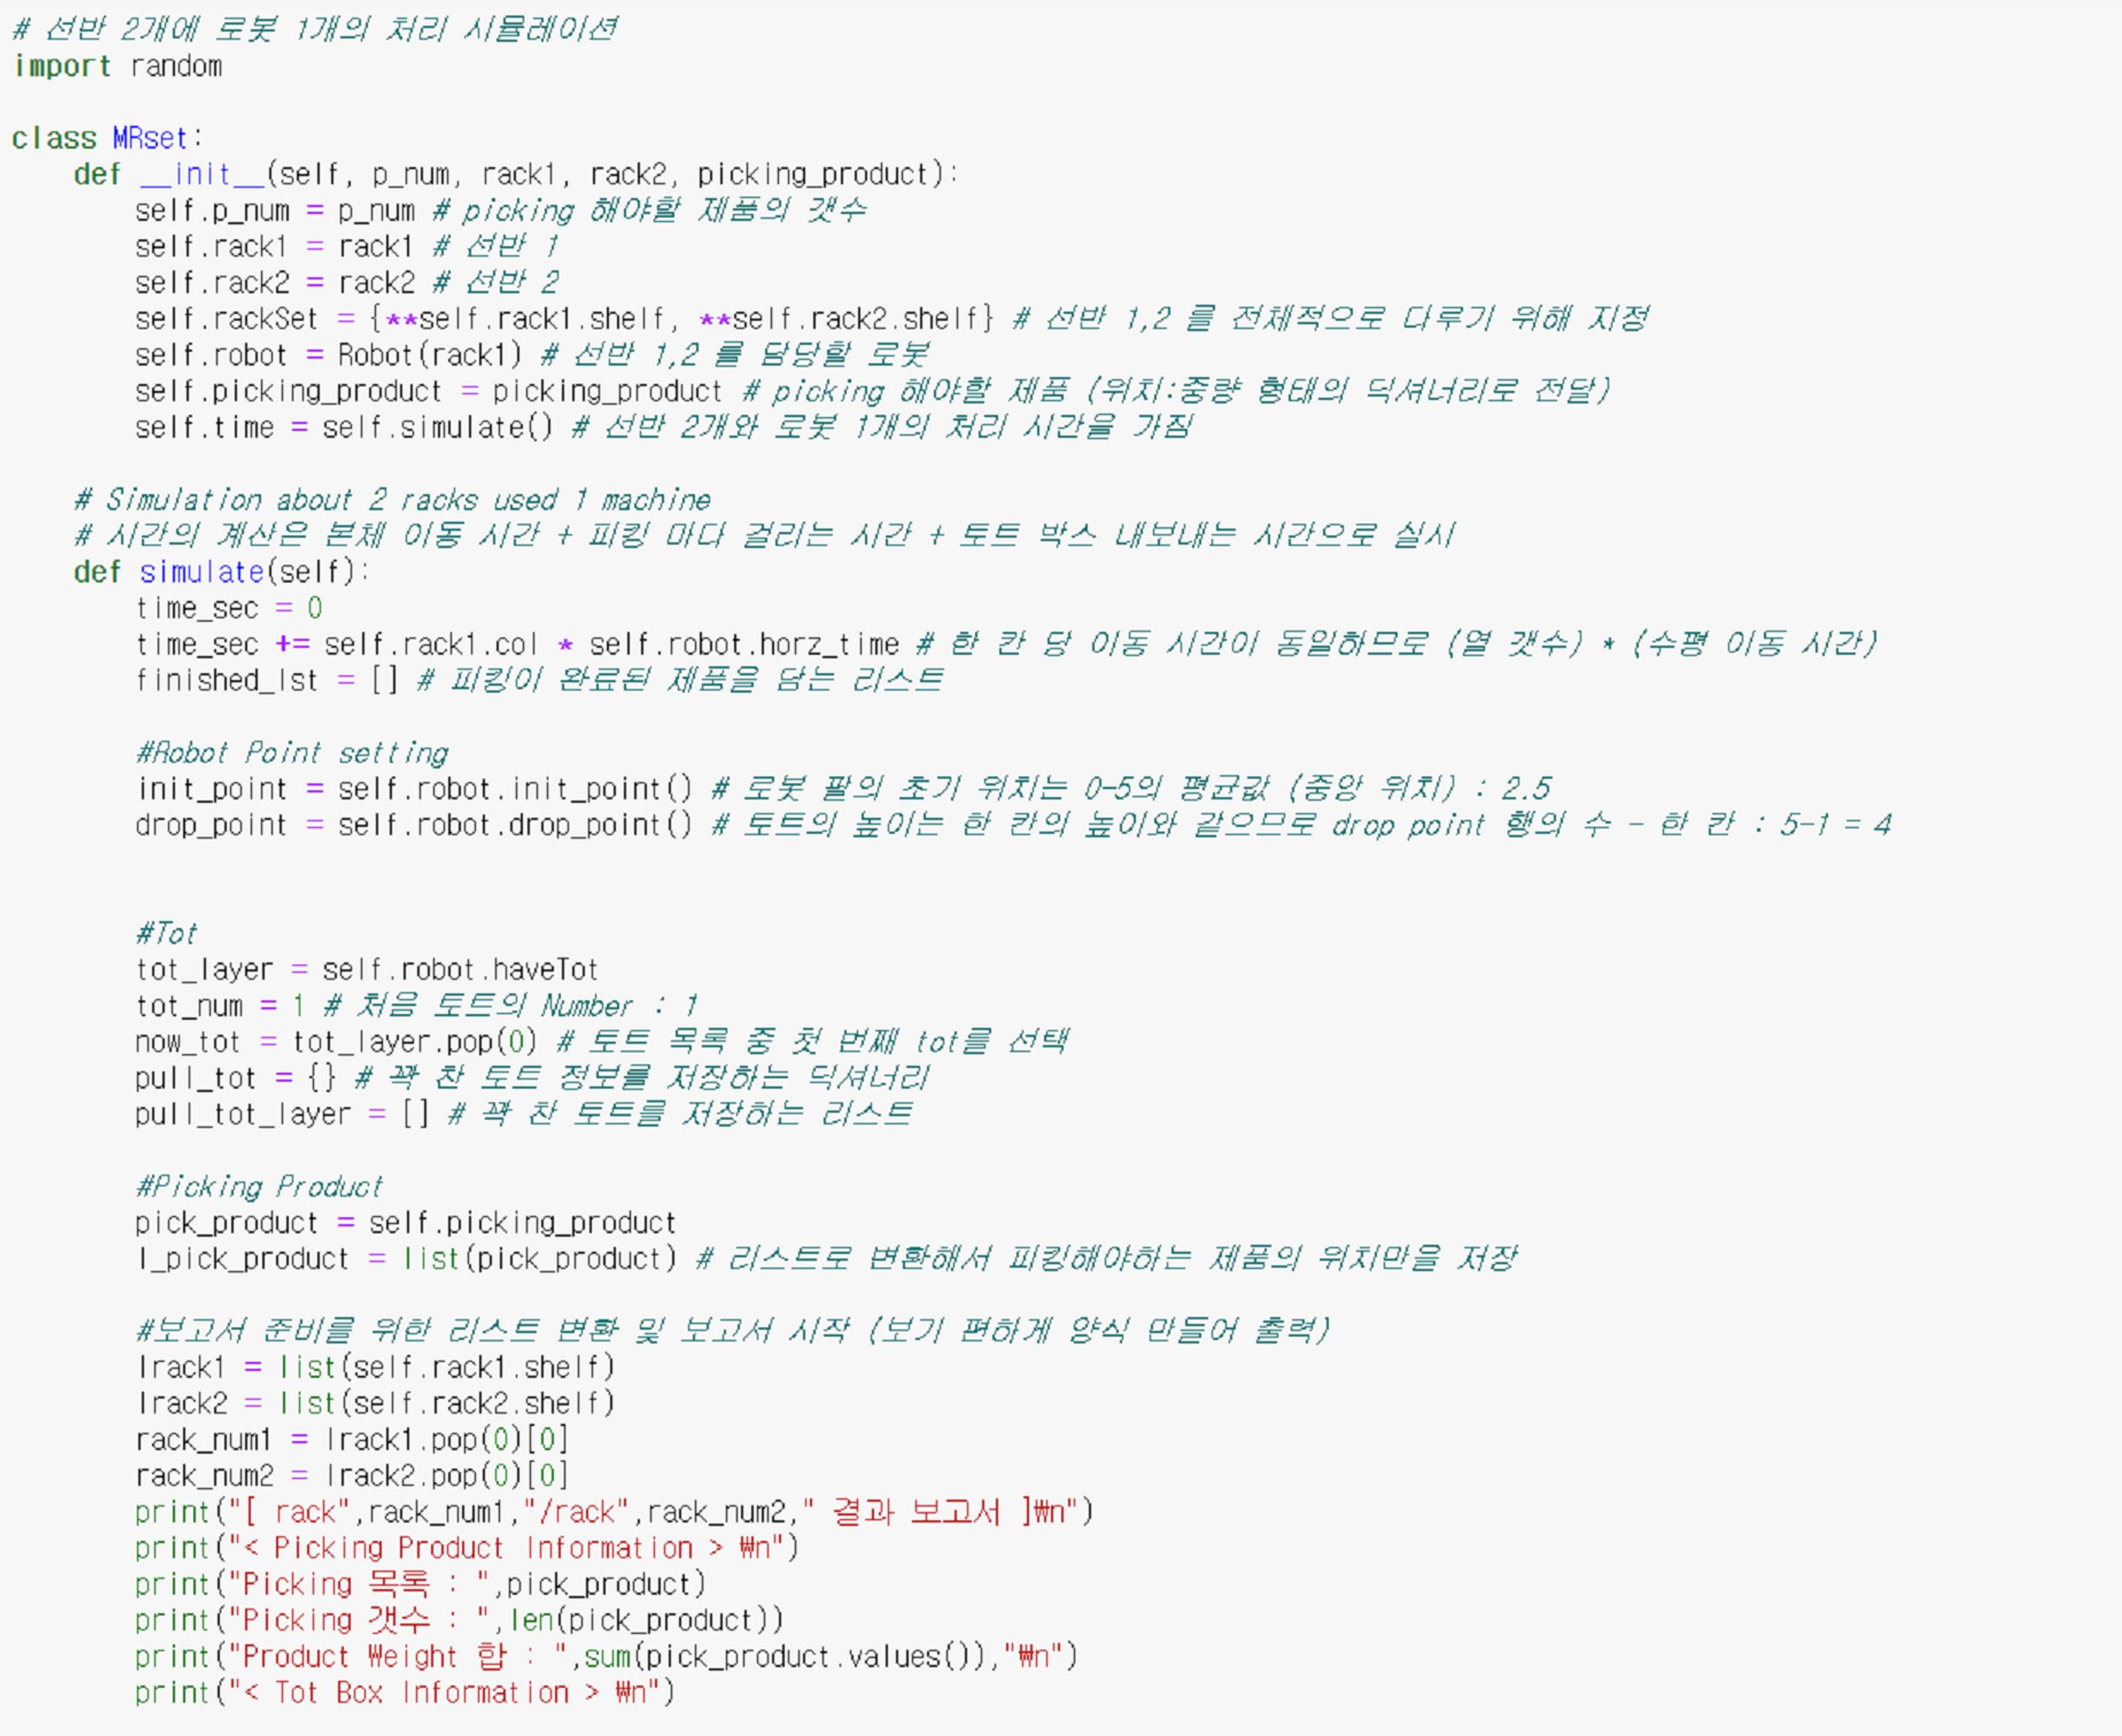 # 선반 2개에 로봇 1개의 처리 시뮬레이션
import random
class MRset:
def __init__(self, p_num, rack1, rack2, picking_product):
self.p_num = p_num # picking 해야할 제품의 갯수
self.rack1 = rack1 # 선반 1
self.rack2 = rack2 # 선반 2
self.rackSet = {**self.rack1.shelf, **self.rack2.shelf} # 선반 1,2 를 전체적으로 다루기 위해 지정
self.robot = Robot(rack1) # 선반 1,2 를 담당할 로봇
self.picking_product = picking_product # picking 해야할 제품 (위치:중량 형태의 딕셔너리로 전달)
self.time = self.simulate() # 선반 2개와 로봇 1개의 처리 시간을 가짐
# Simulation about 2 racks used 1 machine
# 시간의 계산은 본체 이동 시간 + 피킹 마다 걸리는 시간 + 토트 박스 내보내는 시간으로 실시
def simulate(self):
time_sec = 0
time_sec += self.rack1.col * self.robot.horz_time # 한 칸 당 이동 시간이 동일하므로 (열 갯수) * (수평 이동 시간)
finished_lst = [] # 피킹이 완료된 제품을 담는 리스트
#Robot Point setting
init_point = self.robot.init_point() # 로봇 팔의 초기 위치는 0-5의 평균값 (중앙 위치) : 2.5
drop_point = self.robot.drop_point() # 토트의 높이는 한 칸의 높이와 같으므로 drop point 행의 수 - 한 칸 : 5-1 = 4
#Tot
tot_layer = self.robot.haveTot
tot_num = 1 # 처음 토트의 Number : 1
now_tot = tot_layer.pop(0) # 토트 목록 중 첫 번째 tot를 선택
pull_tot = {} # 꽉 찬 토트 정보를 저장하는 딕셔너리
pull_tot_layer = [] # 꽉 찬 토트를 저장하는 리스트
#Picking Product
pick_product = self.picking_product
l_pick_product = list(pick_product) # 리스트로 변환해서 피킹해야하는 제품의 위치만을 저장
#보고서 준비를 위한 리스트 변환 및 보고서 시작 (보기 편하게 양식 만들어 출력)
lrack1 = list(self.rack1.shelf)
lrack2 = list(self.rack2.shelf)
rack_num1 = lrack1.pop(0)[0]
rack_num2 = lrack2.pop(0)[0]
print("[ rack",rack_num1,"/rack",rack_num2," 결과 보고서 ]₩n")
print("< Picking Product Information > ₩n")
print("Picking 목록 : ",pick_product)
print("Picking 갯수 : ",len(pick_product))
print("Product Weight 합 : ",sum(pick_product.values()),"₩n")
print("< Tot Box Information > ₩n")